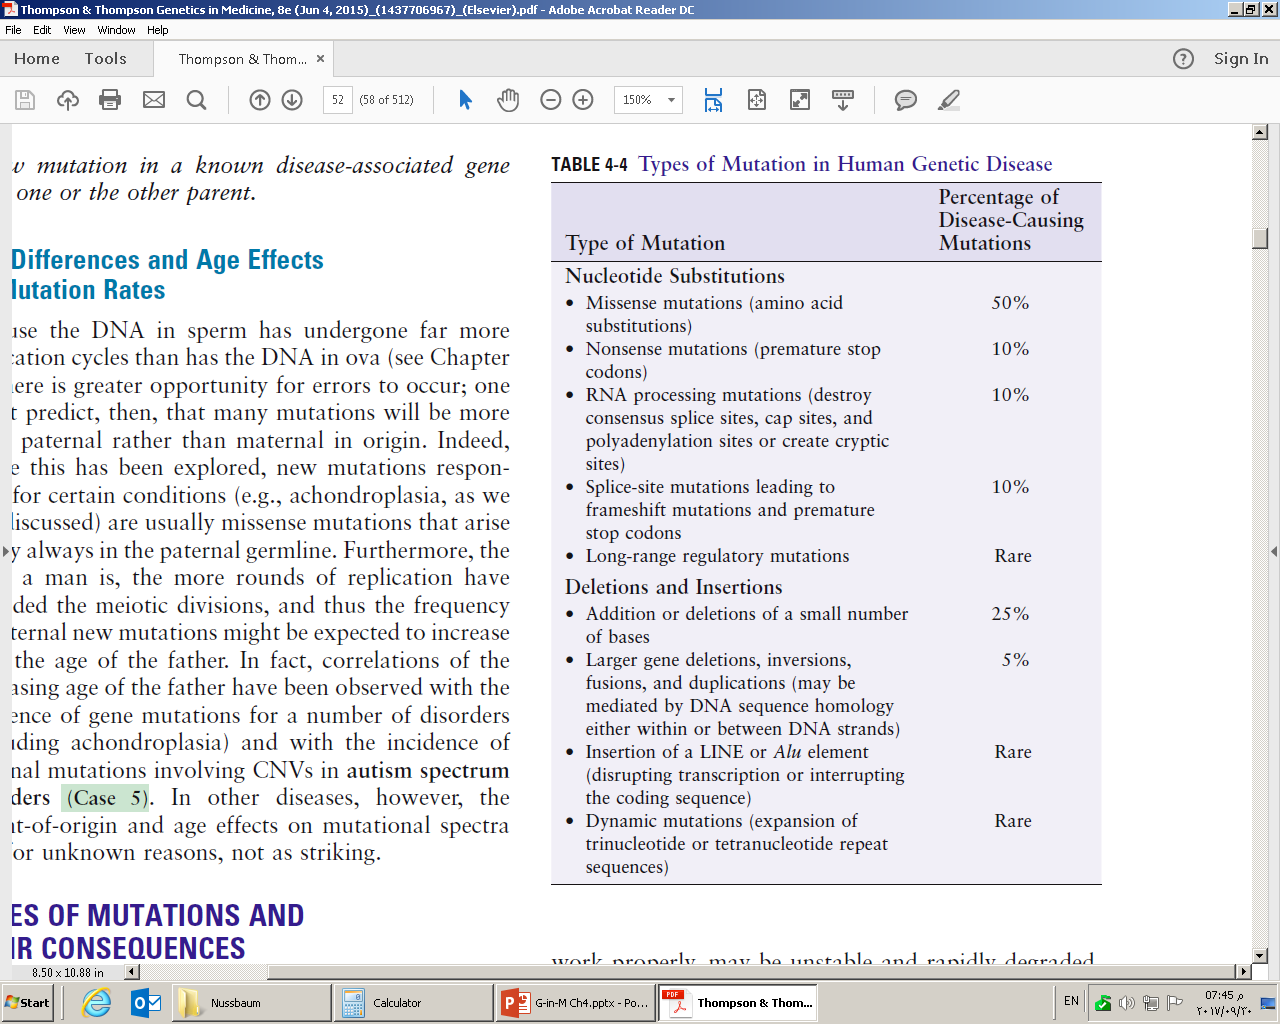 Thompson & Thompson Genetics in Medicine, 8e (Jun 4, 2015)_(1437706967)_(Elsevier).pdf - Adobe Acrobat Reader DC
File Edit View Window Help
Home Tools Thompson & Thom... × ? Sign In
52 (58 of 512) 150%
w mutation in a known disease-associated gene
one or the other parent.
Differences and Age Effects
Mutation Rates
use the DNA in sperm has undergone far more
cation cycles than has the DNA in ova (see Chapter
here is greater opportunity for errors to occur; one
t predict, then, that many mutations will be more
paternal rather than maternal in origin. Indeed,
e this has been explored, new mutations respon-
for certain conditions (e.g., achondroplasia, as we
discussed) are usually missense mutations that arise
y always in the paternal germline. Furthermore, the
a man is, the more rounds of replication have
ded the meiotic divisions, and thus the frequency
ternal new mutations might be expected to increase
the age of the father. In fact, correlations of the
asing age of the father have been observed with the
ence of gene mutations for a number of disorders
uding achondroplasia) and with the incidence of
nal mutations involving CNVs in autism spectrum
ders (Case 5). In other diseases, however, the
nt-of-origin and age effects on mutational spectra
for unknown reasons, not as striking.
ES OF MUTATIONS AND
IR CONSEQUENCES
TABLE 4-4 Types of Mutation in Human Genetic Disease
Type of Mutation
Percentage of
Disease-Causing
Mutations
Nucleotide Substitutions
• Missense mutations (amino acid 50%
substitutions)
• Nonsense mutations (premature stop 10%
codons)
• RNA processing mutations (destroy 10%
consensus splice sites, cap sites, and
polyadenylation sites or create cryptic
sites)
• Splice-site mutations leading to 10%
frameshift mutations and premature
stop codons
• Long-range regulatory mutations Rare
Deletions and Insertions
• Addition or deletions of a small number 25%
of bases
• Larger gene deletions, inversions, 5%
fusions, and duplications (may be
mediated by DNA sequence homology
either within or between DNA strands)
• Insertion of a LINE or Alu element Rare
(disrupting transcription or interrupting
the coding sequence)
• Dynamic mutations (expansion of Rare
trinucleotide or tetranucleotide repeat
sequences)
work properly, may be unstable and rapidly degraded
8.50 x 10.88 in
Start Nussbaum Calculator G-in-M Ch4.pptx - Po... Thompson & Thom... EN 07:45 م
٢٠١٧/٠٩/٢٠